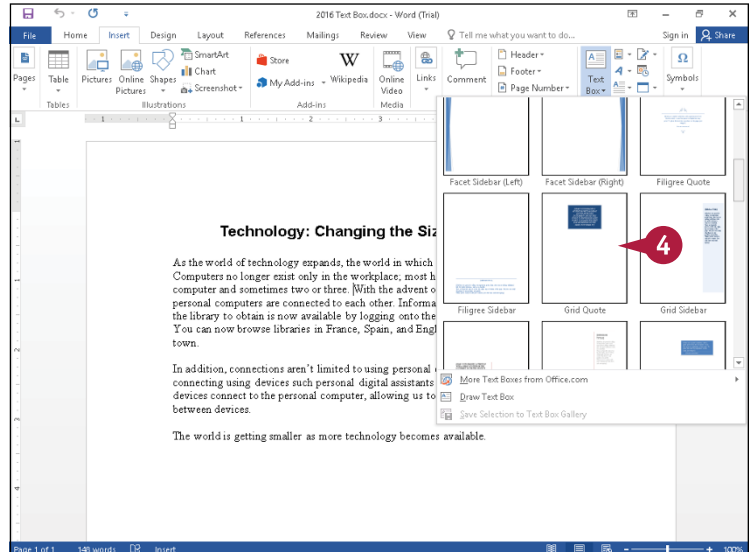 2016 Text Box.docx - Word (Trial)
File Home Insert Design Layout References Mailings Review View Tell me what you want to do... Sign in Share
Pages
Table
Tables
Pictures Online Pictures Shapes
SmartArt
Chart
Screenshot
Illustrations
Store
My Add-ins
Wikipedia
Add-ins
Online Video
Media
Links
Comment
Header
Footer
Page Number
Text Box
Symbols
1 1 2 3
Facet Sidebar (Left) Facet Sidebar (Right) Filigree Quote
4
Filigree Sidebar Grid Quote Grid Sidebar
More Text Boxes from Office.com
Draw Text Box
Save Selection to Text Box Gallery
Technology: Changing the Siz
As the world of technology expands, the world in which
Computers no longer exist only in the workplace; most h
computer and sometimes two or three. With the advent o
personal computers are connected to each other. Informa
the library to obtain is now available by logging onto the
You can now browse libraries in France, Spain, and Engl
town.
In addition, connections aren't limited to using personal
connecting using devices such personal digital assistants
devices connect to the personal computer, allowing us to
between devices.
The world is getting smaller as more technology becomes available.
Page 1 of 1 148 words Insert 100%